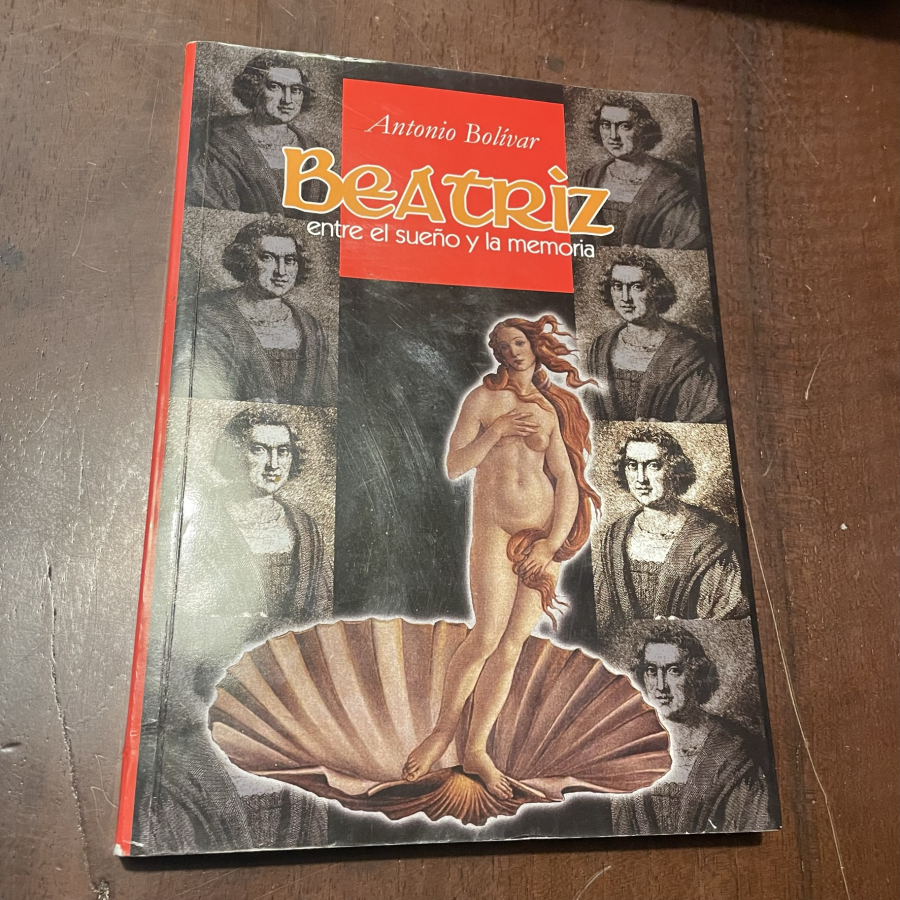 Antonio Bolívar
BEATRIZ
entre el sueño y la memoria